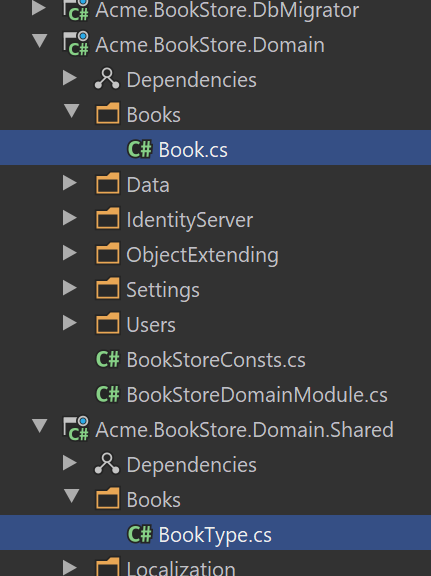 Acme.BookStore.DbMigrator
Acme.BookStore.Domain
Dependencies
Books
C# Book.cs
Data
IdentityServer
ObjectExtending
Settings
Users
C# BookStoreConsts.cs
C# BookStoreDomainModule.cs
Acme.BookStore.Domain.Shared
Dependencies
Books
C# BookType.cs
Localization